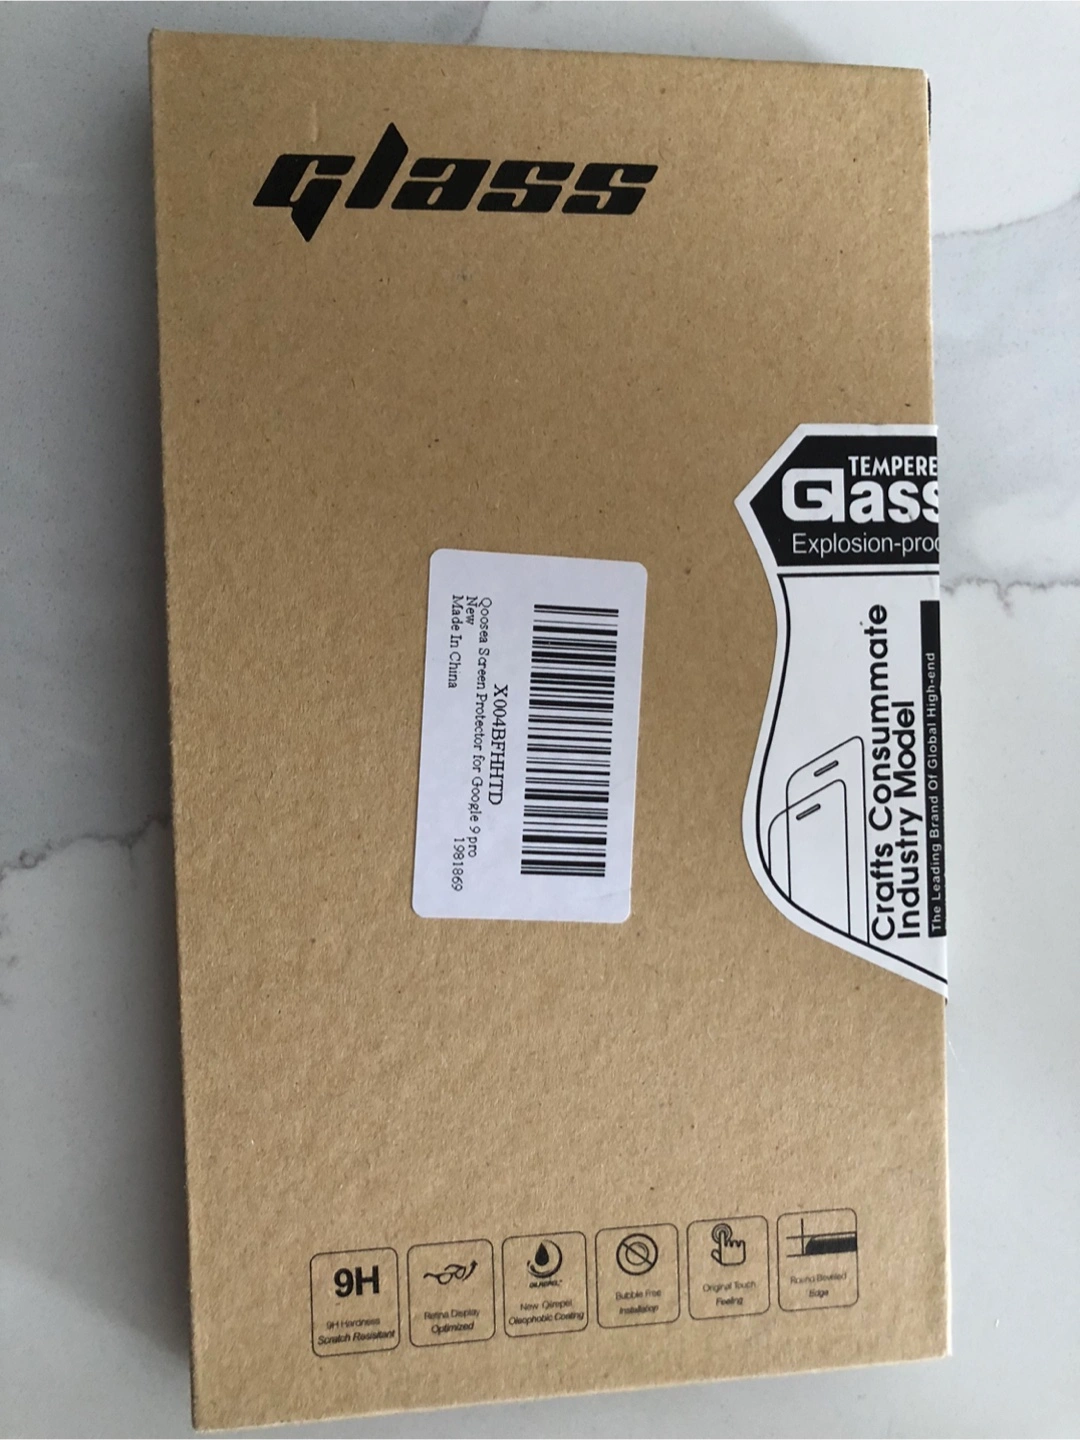 glass
TEMPERE
Glass
Explosion-proo
Crafts Consummate
Industry Model
The Leading Brand Of Global High-end
X004BFHHTD
Qoosea Screen Protector for Google 9 pro
New
Made In China
1981869
9H
9H Hardness
Scratch Resistant
Retina Display
Optimized
OILREPEL
New Oilrepel
Oleophobic Coating
Bubble Free
Installation
Original Touch
Feeling
Round Beveled
Edge